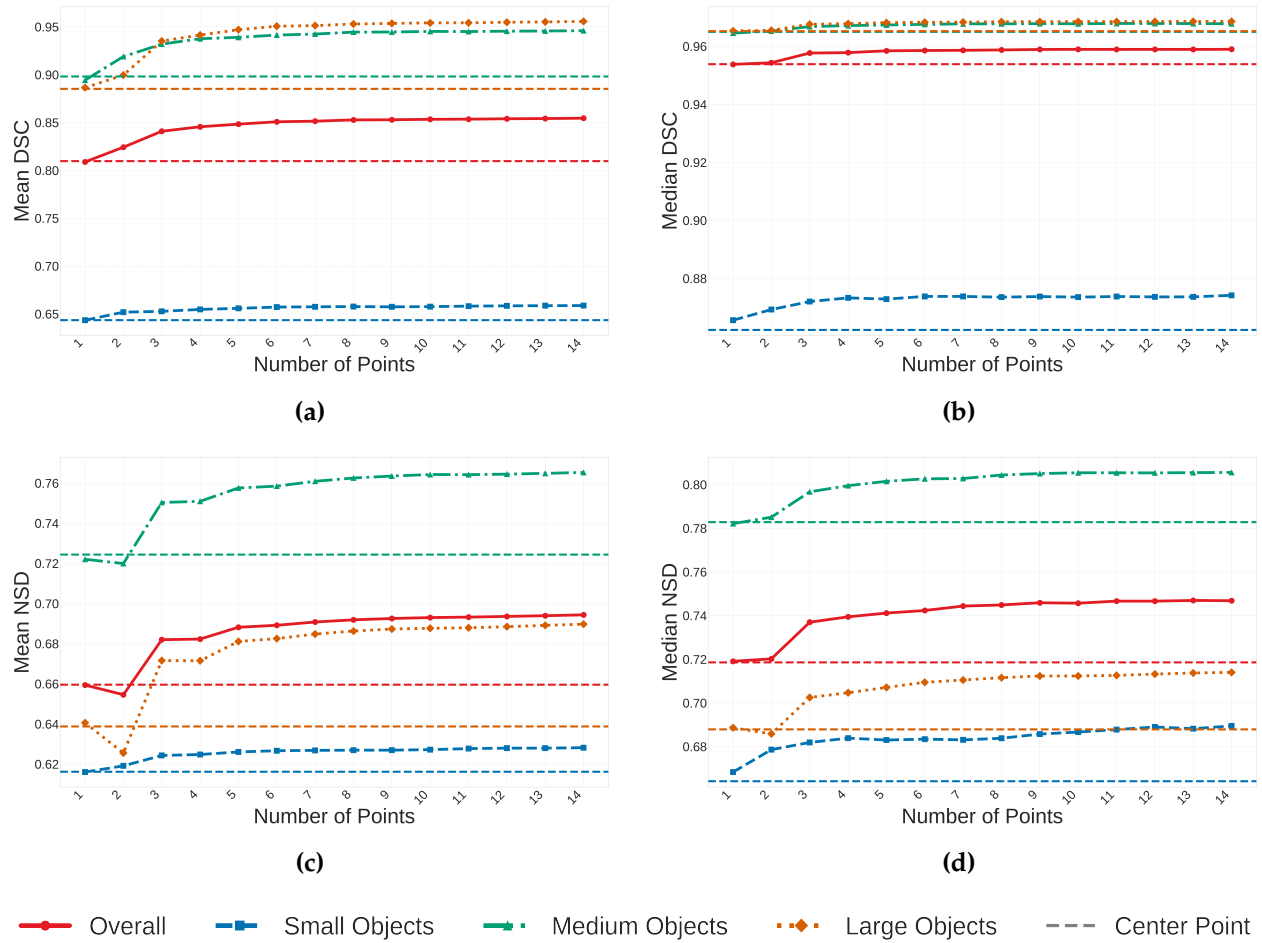 0.95
0.90
0.85
0.80
0.75
0.70
0.65
Mean DSC
1 2 3 4 5 6 7 8 9 10 11 12 13 14
Number of Points
(a)
0.96
0.94
0.92
0.90
0.88
Median DSC
1 2 3 4 5 6 7 8 9 10 11 12 13 14
Number of Points
(b)
0.76
0.74
0.72
0.70
0.68
0.66
0.64
0.62
Mean NSD
1 2 3 4 5 6 7 8 9 10 11 12 13 14
Number of Points
(c)
0.80
0.78
0.76
0.74
0.72
0.70
0.68
Median NSD
1 2 3 4 5 6 7 8 9 10 11 12 13 14
Number of Points
(d)
Overall Small Objects Medium Objects Large Objects Center Point